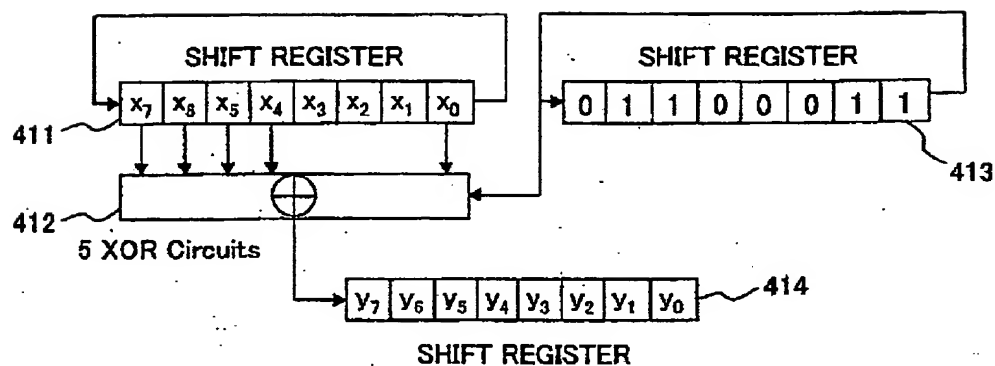 SHIFT REGISTER
SHIFT REGISTER
x7 x6 x5 x4 x3 x2 x1 x0
0 1 1 0 0 0 1 1
411
413
412
5 XOR Circuits
y7 y6 y5 y4 y3 y2 y1 y0
414
SHIFT REGISTER